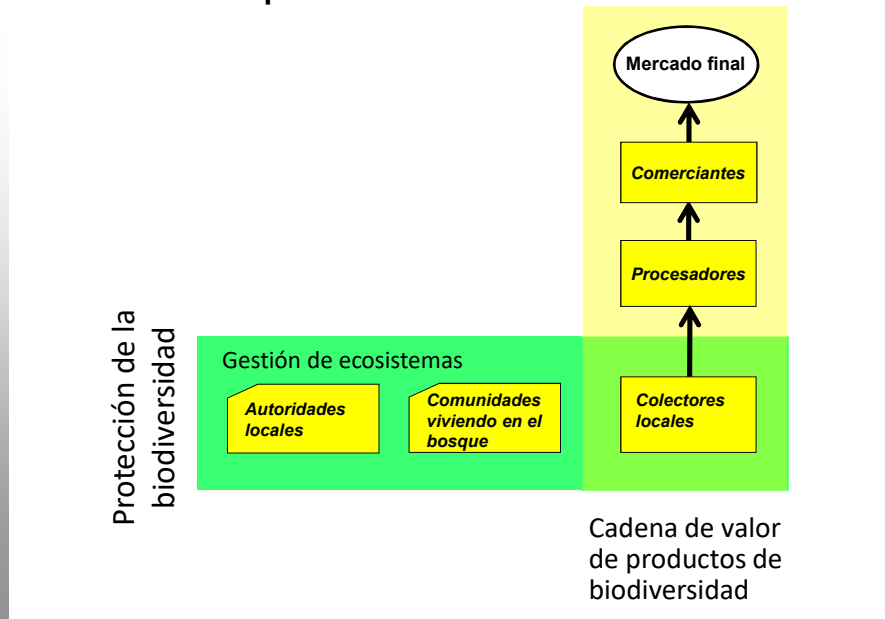 Mercado final
Comerciantes
Procesadores
Protección de la
biodiversidad
Gestión de ecosistemas
Autoridades
locales
Comunidades
viviendo en el
bosque
Colectores
locales
Cadena de valor
de productos de
biodiversidad